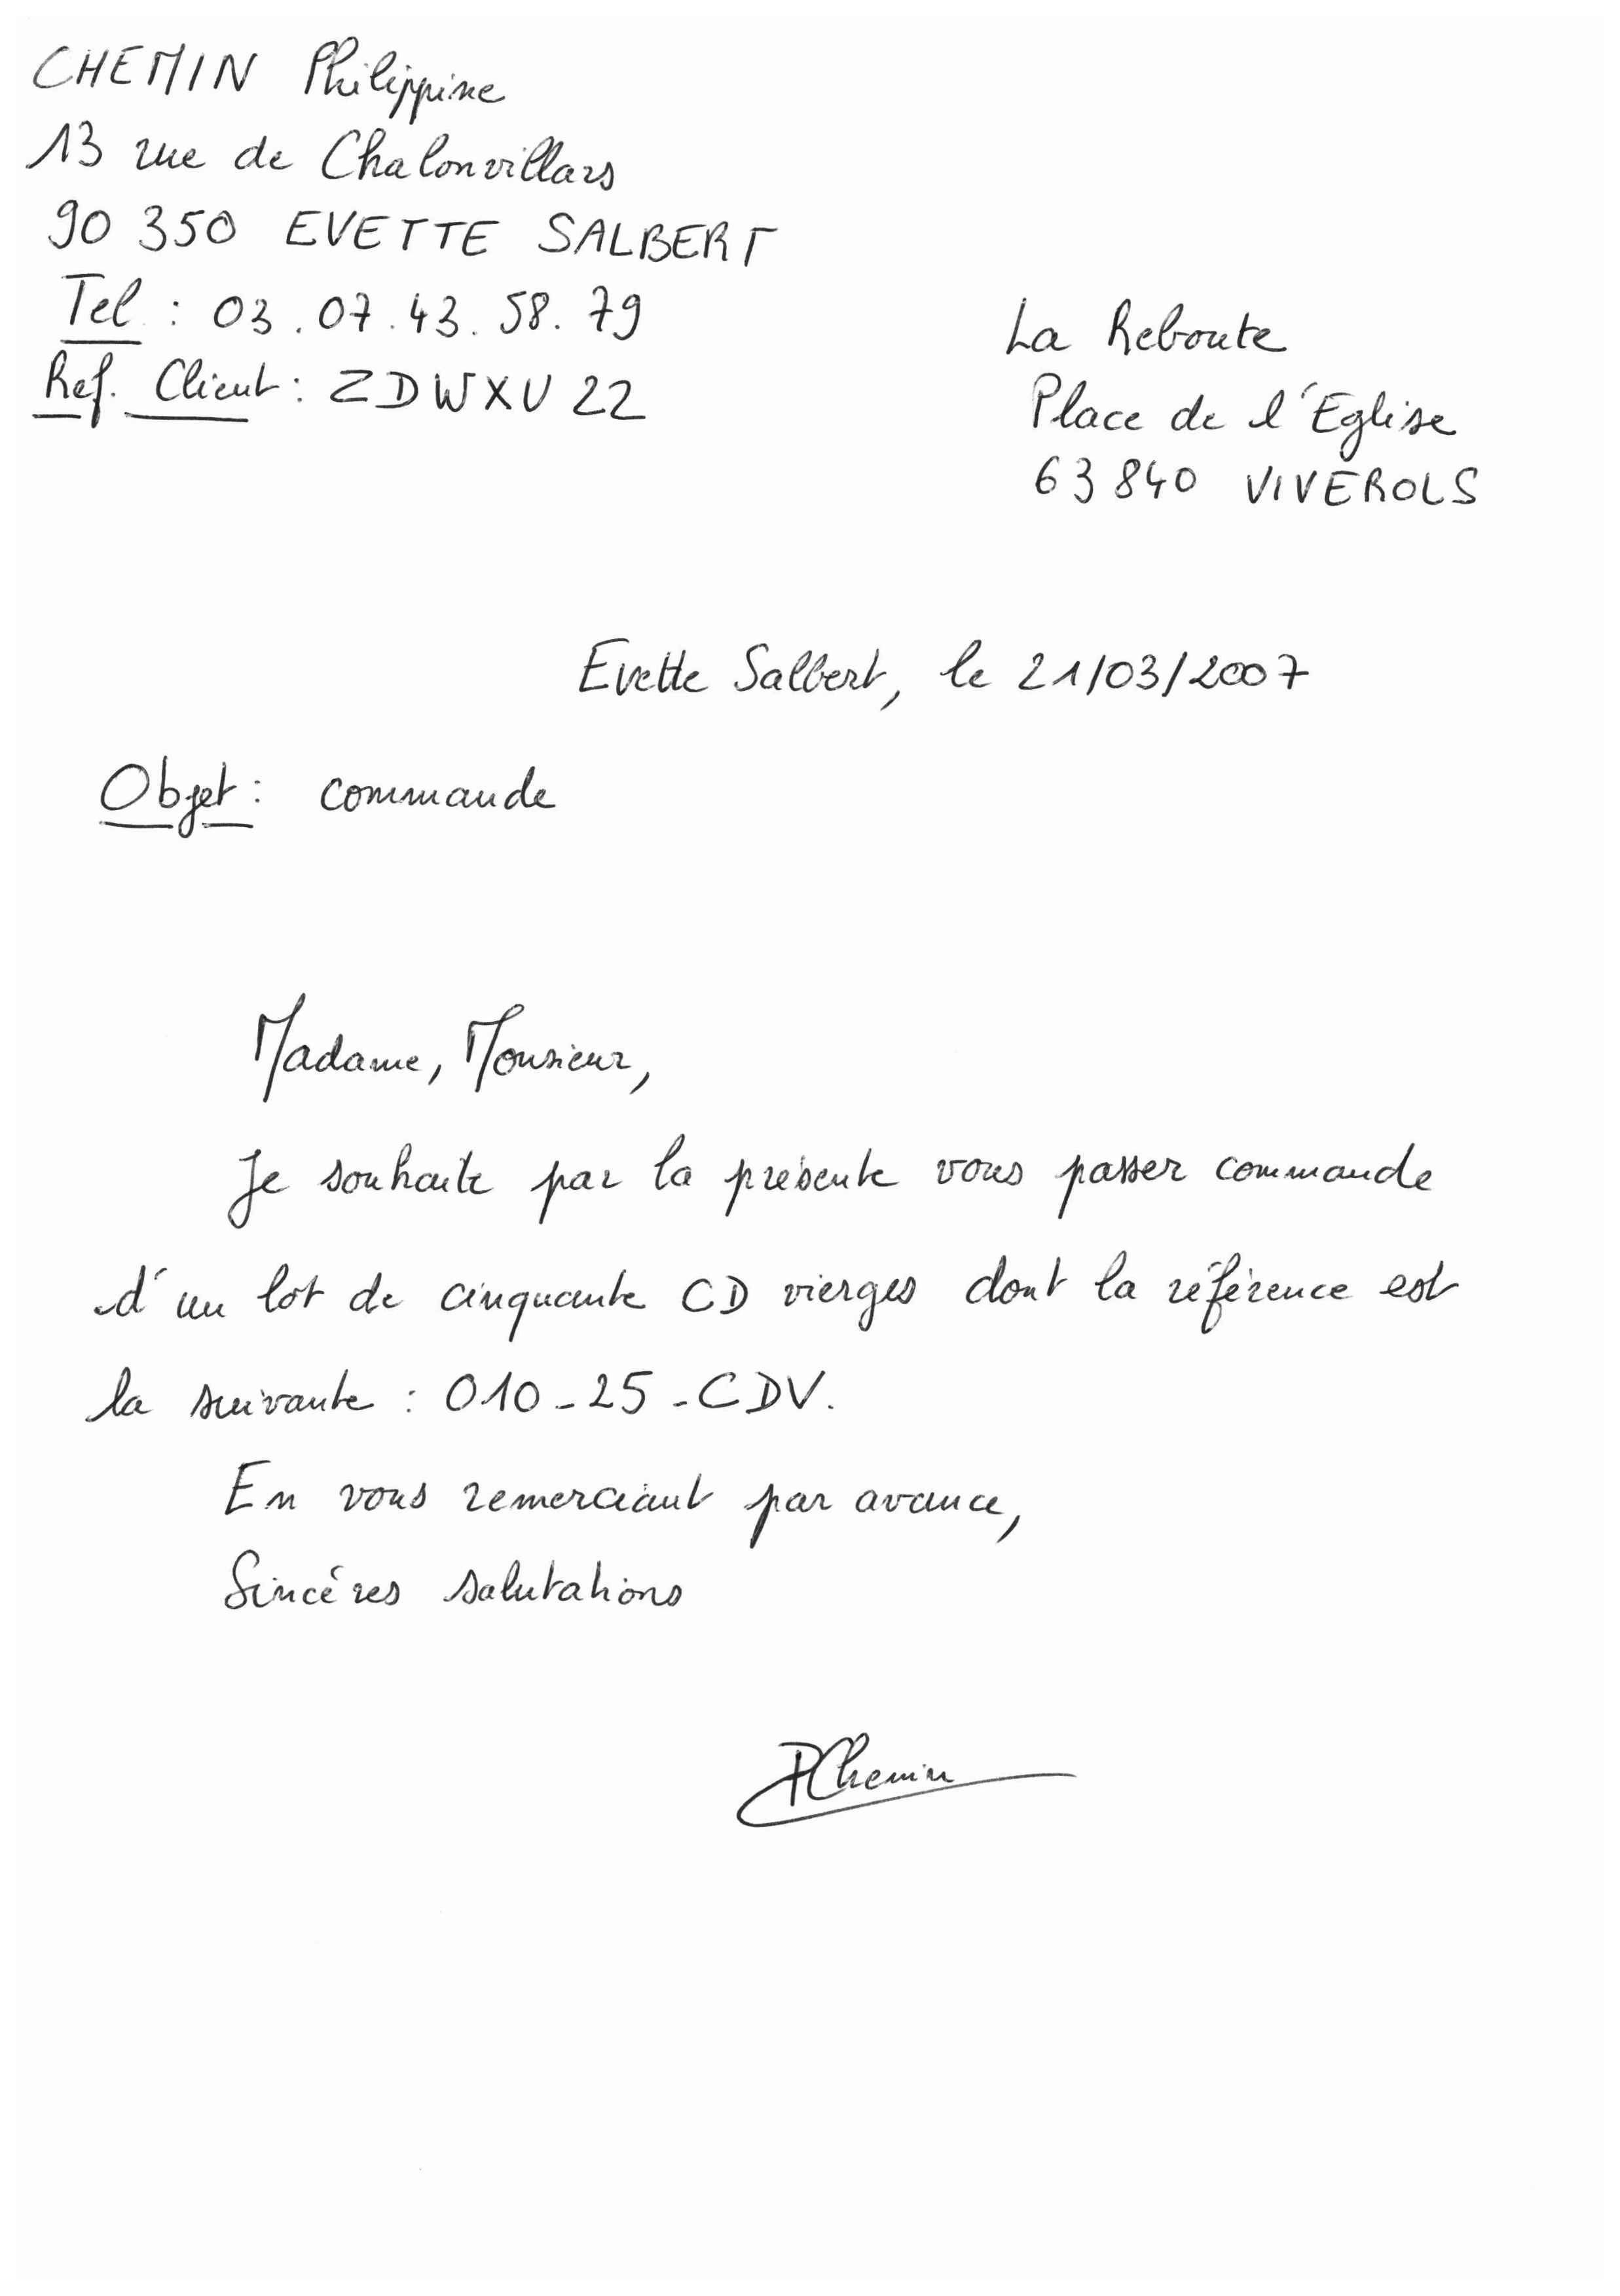 CHEMIN Philippine
13 rue de Chalonvillars
90 350 EVETTE SALBERT
Tel : 03.07.43.58.79
Ref. Client : ZDWXU 22
La Reboute
Place de l'Eglise
63840 VIVEROLS
Evette Salbert, le 21/03/2007
Objet : commande
Madame, Monsieur,
Je souhaite par la présente vous passer commande
d'un lot de cinquante CD vierges dont la référence est
la suivante : 010-25-CDV.
En vous remerciant par avance,
Sincères salutations
PChemin